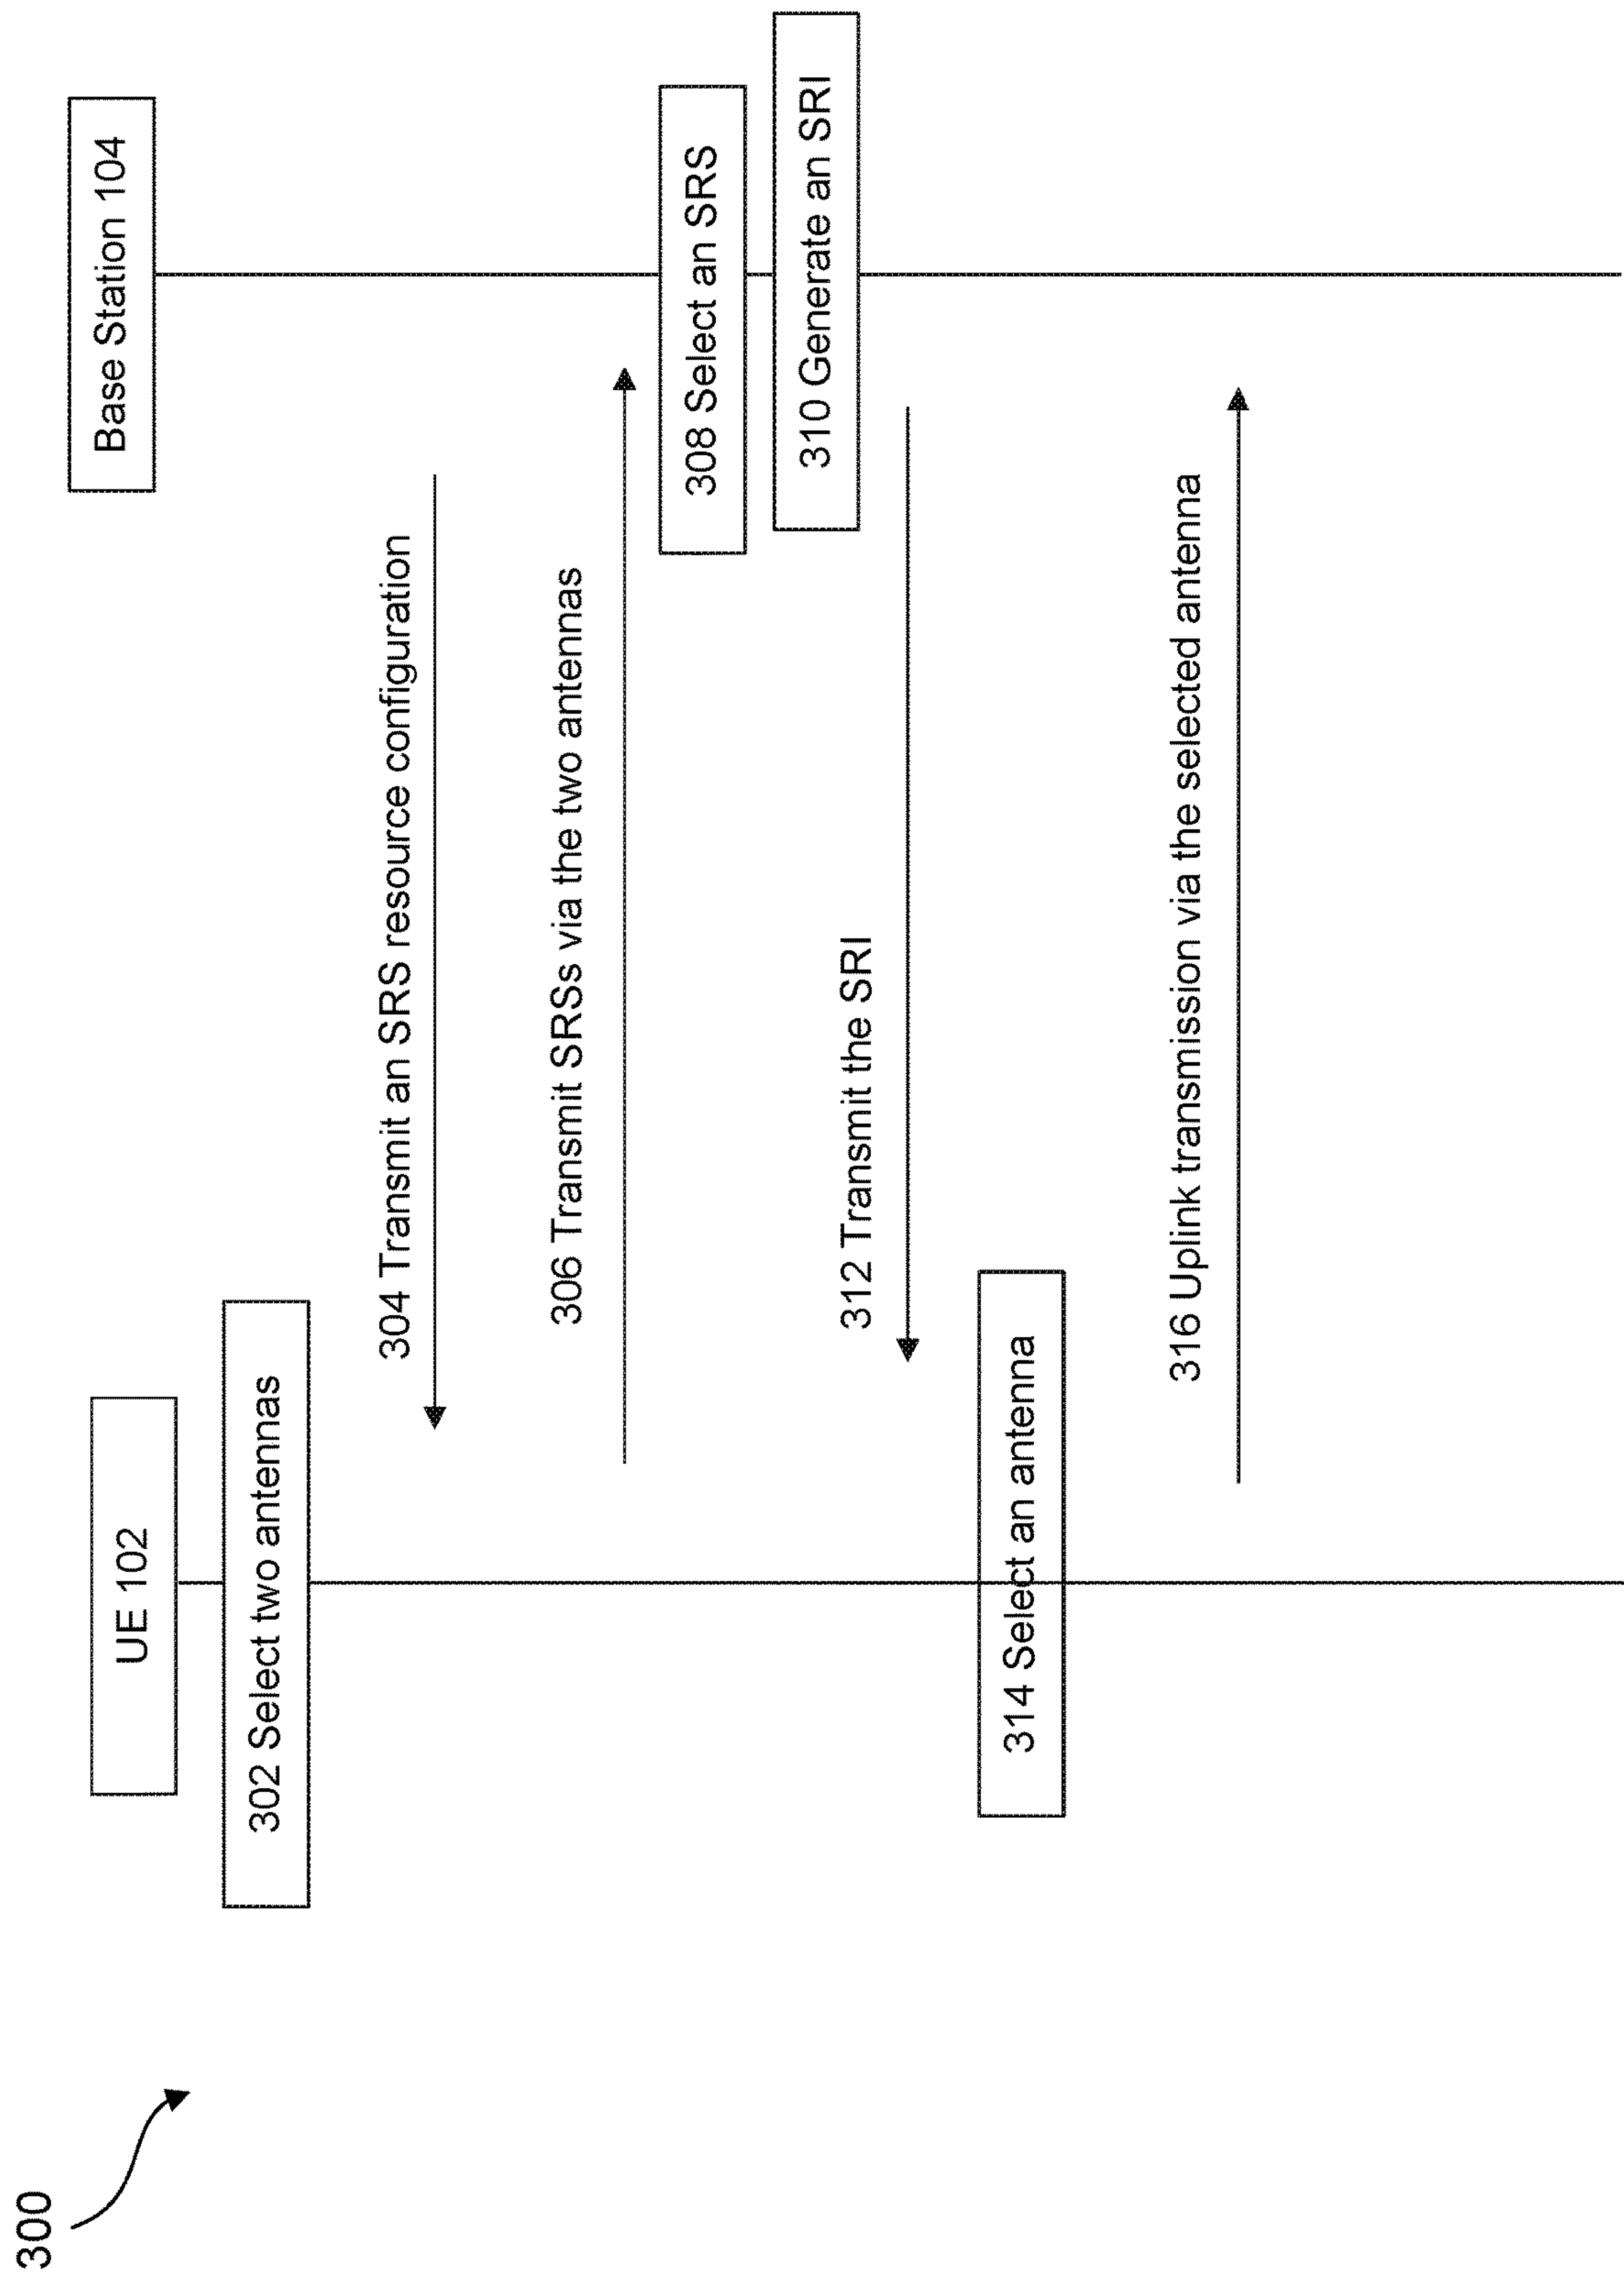 300
UE 102
Base Station 104
302 Select two antennas
304 Transmit an SRS resource configuration
306 Transmit SRSs via the two antennas
308 Select an SRS
310 Generate an SRI
312 Transmit the SRI
314 Select an antenna
316 Uplink transmission via the selected antenna